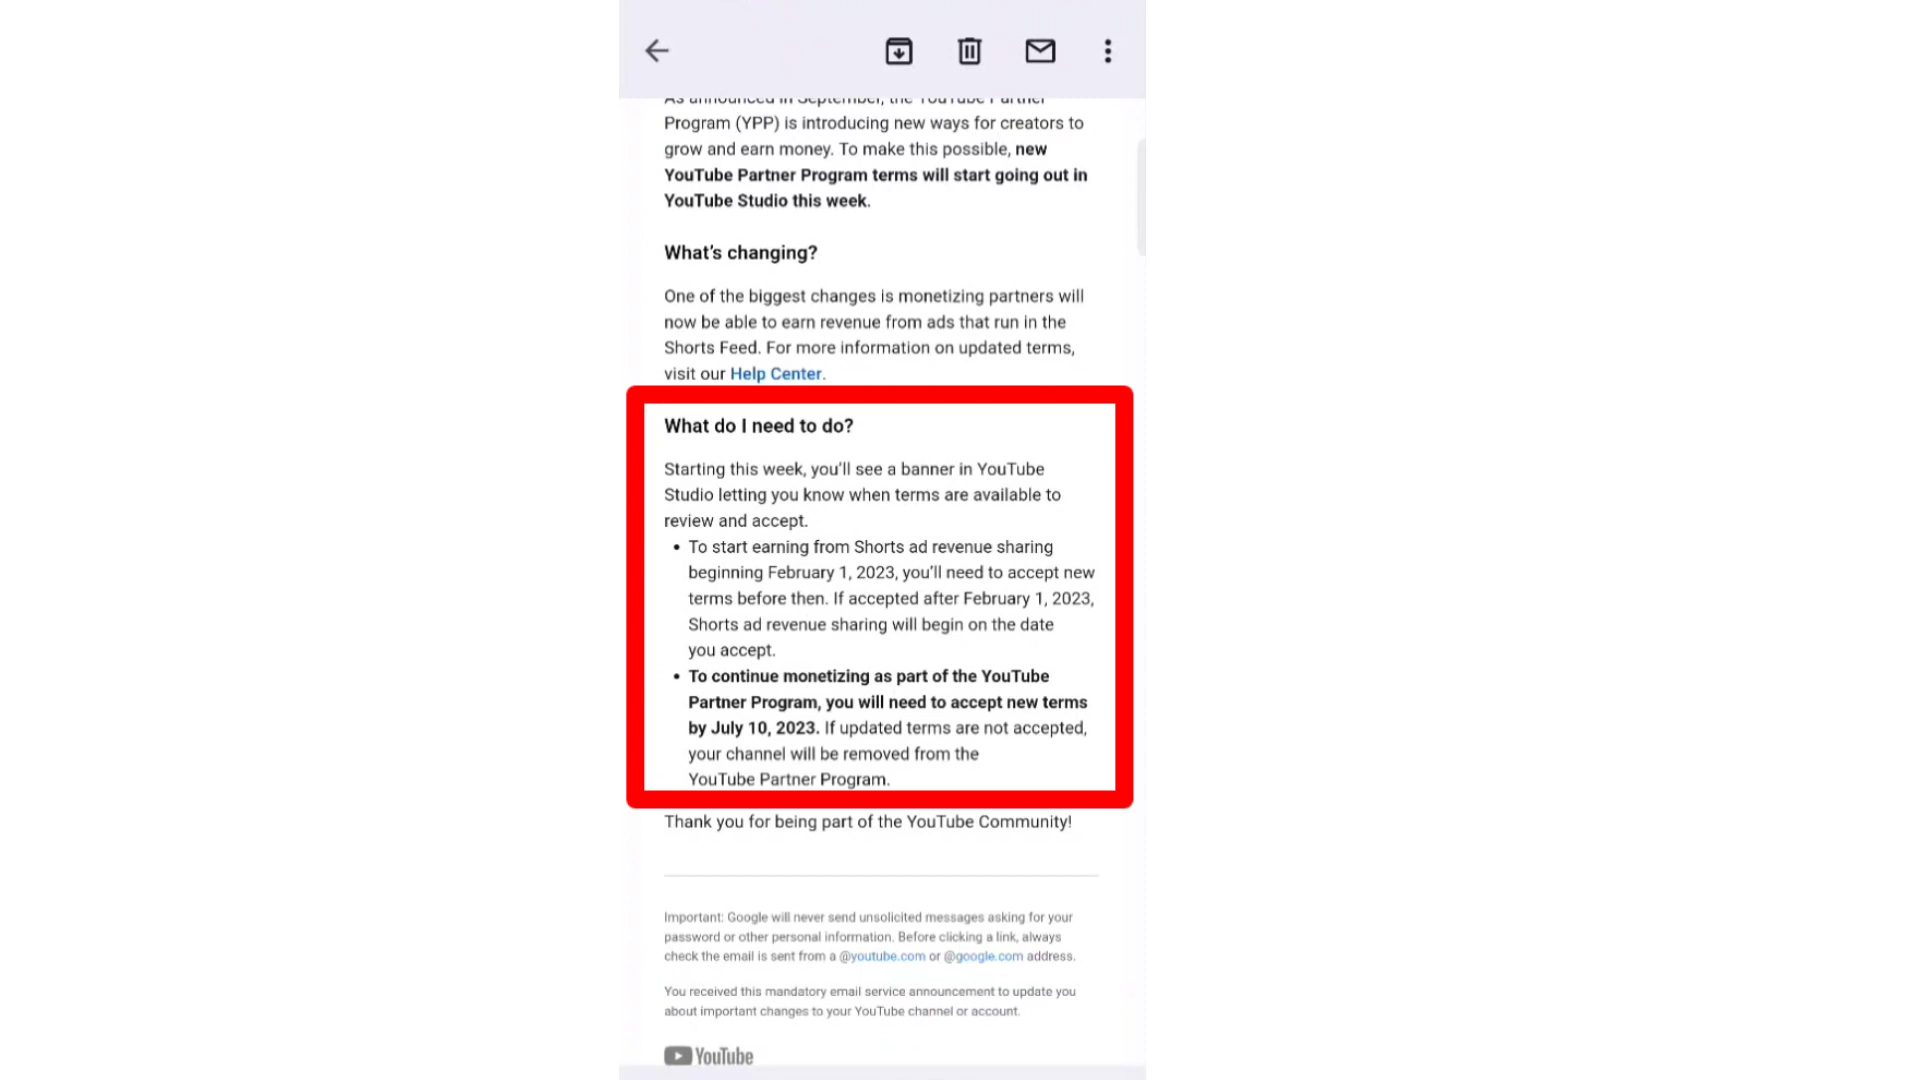 As announced in September, the YouTube Partner
Program (YPP) is introducing new ways for creators to
grow and earn money. To make this possible, new
YouTube Partner Program terms will start going out in
YouTube Studio this week.
What's changing?
One of the biggest changes is monetizing partners will
now be able to earn revenue from ads that run in the
Shorts Feed. For more information on updated terms,
visit our Help Center.
What do I need to do?
Starting this week, you'll see a banner in YouTube
Studio letting you know when terms are available to
review and accept.
• To start earning from Shorts ad revenue sharing
beginning February 1, 2023, you'll need to accept new
terms before then. If accepted after February 1, 2023,
Shorts ad revenue sharing will begin on the date
you accept.
• To continue monetizing as part of the YouTube
Partner Program, you will need to accept new terms
by July 10, 2023. If updated terms are not accepted,
your channel will be removed from the
YouTube Partner Program.
Thank you for being part of the YouTube Community!
Important: Google will never send unsolicited messages asking for your
password or other personal information. Before clicking a link, always
check the email is sent from a @youtube.com or @google.com address.
You received this mandatory email service announcement to update you
about important changes to your YouTube channel or account.
YouTube